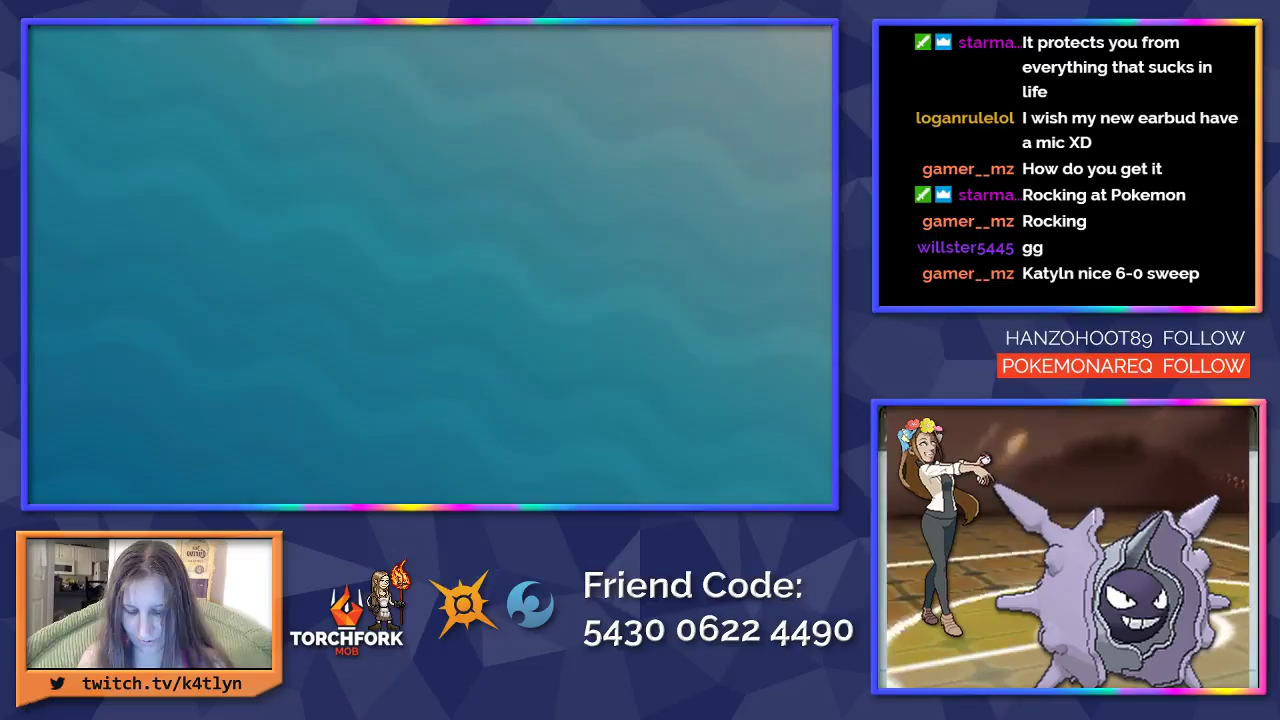 starma...It protects you from
everything that sucks in
life
loganrulelol I wish my new earbud have
a mic XD
gamer__mz How do you get it
starma...Rocking at Pokemon
gamer__mz Rocking
willster5445 gg
gamer__mz Katyln nice 6-0 sweep
HANZOHOOT89 FOLLOW
POKEMONAREQ FOLLOW
TORCHFORK
MOB
Friend Code:
5430 0622 4490
twitch.tv/k4tlyn